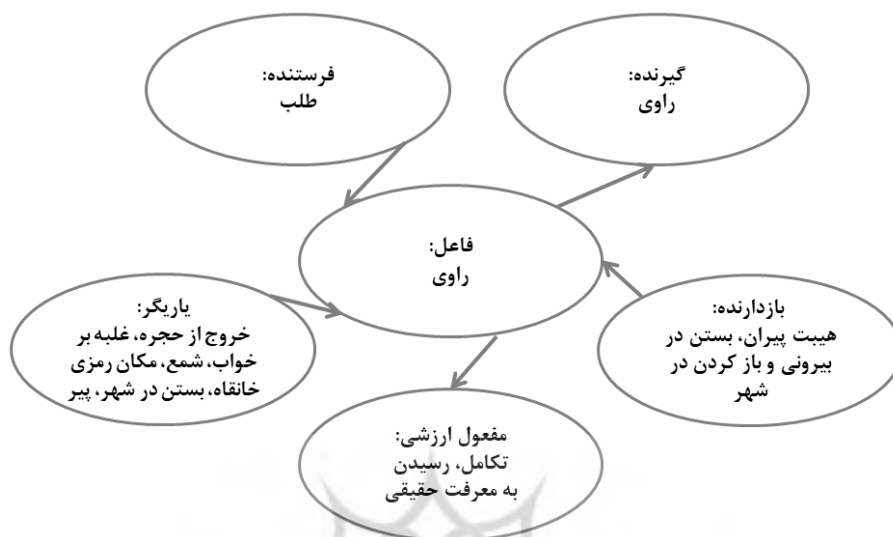 گیرنده:
راوی
فرستنده:
طلب
فاعل:
راوی
بازدارنده:
هیبت پیران، بستن در
بیرونی و باز کردن در
شهر
یاریگر:
خروج از حجره، غلبه بر
خواب، شمع، مکان رمزی
خانقاه، بستن در شهر، پیر
مفعول ارزشی:
تکامل، رسیدن
به معرفت حقیقی